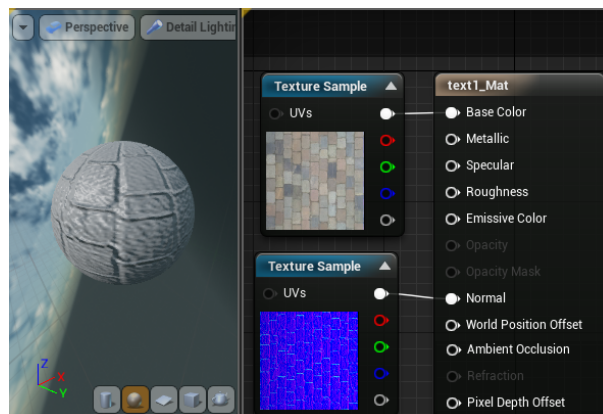 Perspective
Detail Lightin
Z
X
Y
Texture Sample
UVs
Texture Sample
UVs
text1_Mat
Base Color
Metallic
Specular
Roughness
Emissive Color
Opacity
Opacity Mask
Normal
World Position Offset
Ambient Occlusion
Refraction
Pixel Depth Offset